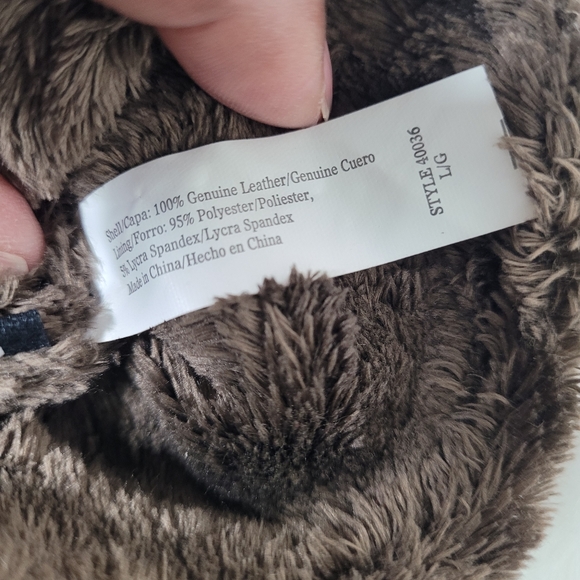 Shell/Capa: 100% Genuine Leather/Genuine Cuero
Lining/Forro: 95% Polyester/Poliester,
5% Lycra Spandex/Lycra Spandex
Made in China/Hecho en China
STYLE 40036
L/G